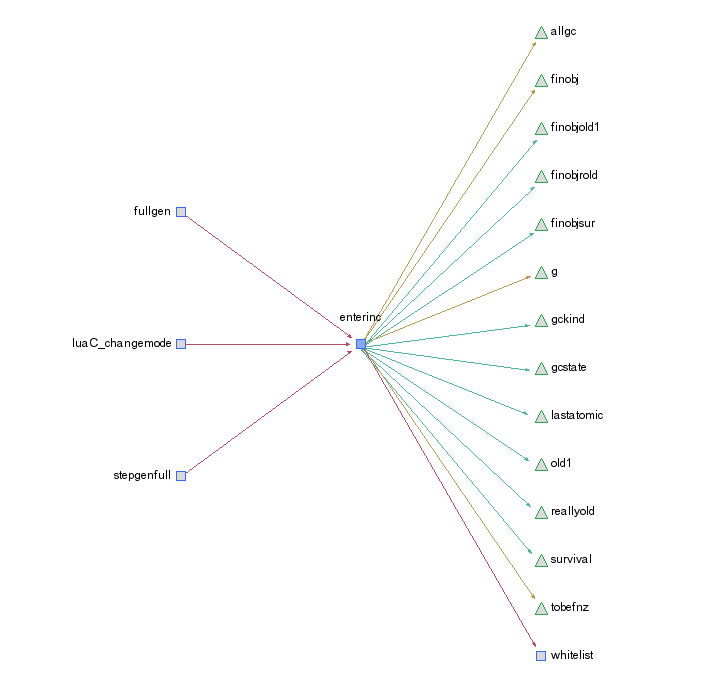 allgc
finobj
finobjold1
finobjrold
fullgen
finobjsur
g
enterinc
gckind
luaC_changemode
gcstate
lastatomic
old1
stepgenfull
reallyold
survival
tobefnz
whitelist